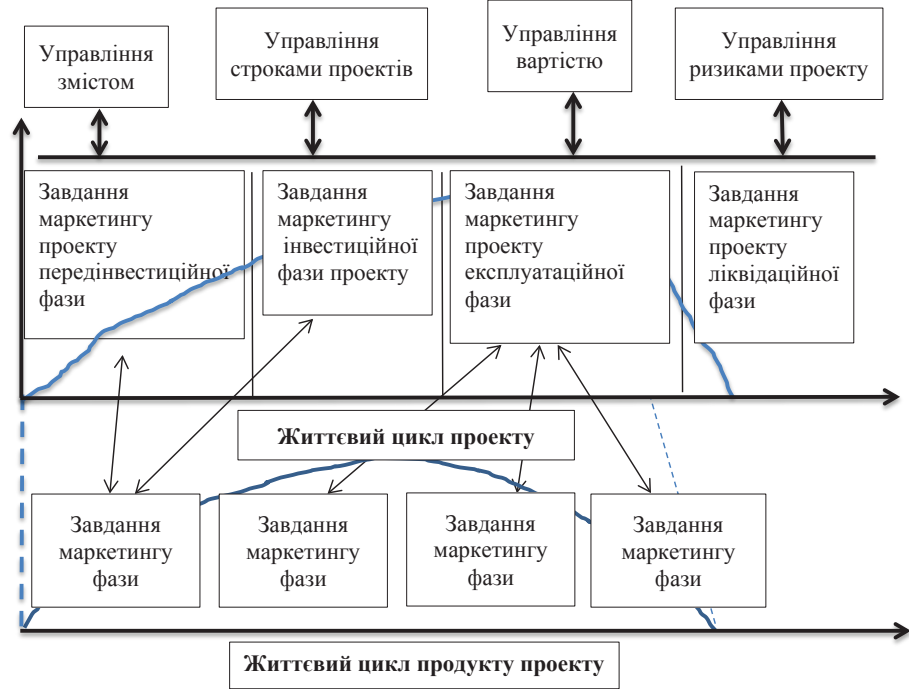 Управління
змістом
Управління
строками проектів
Управління
вартістю
Управління
ризиками проекту
Завдання
маркетингу
проекту
передінвестиційної
фази
Завдання
маркетингу
інвестиційної
фази проекту
Завдання
маркетингу
проекту
експлуатаційної
фази
Завдання
маркетингу
проекту
ліквідаційної
фази
Життєвий цикл проекту
Завдання
маркетингу
фази
Завдання
маркетингу
фази
Завдання
маркетингу
фази
Завдання
маркетингу
фази
Життєвий цикл продукту проекту